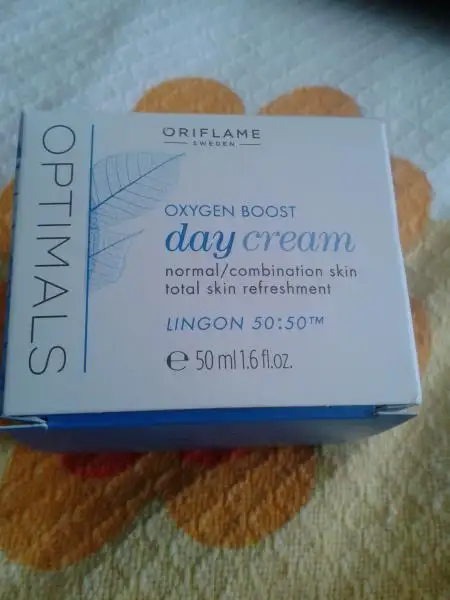 OPTIMALS
ORIFLAME
SWEDEN
OXYGEN BOOST
day cream
normal/combination skin
total skin refreshment
LINGON 50:50™
℮ 50 ml 1.6 fl.oz.